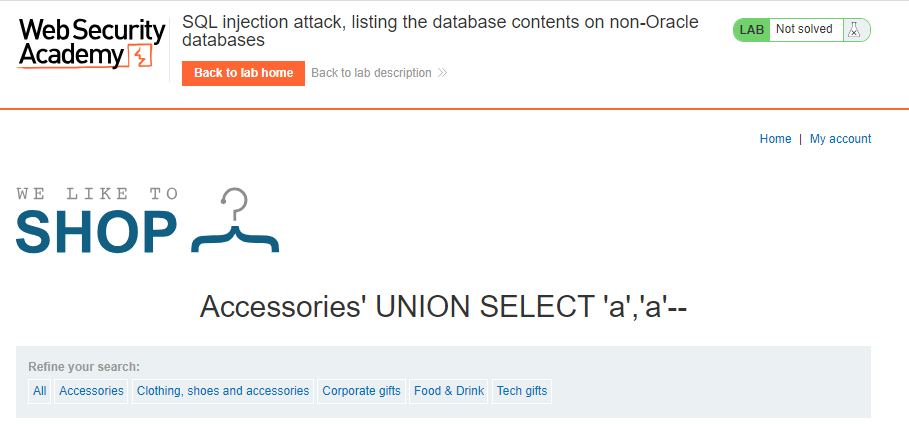 Web Security
Academy
SQL injection attack, listing the database contents on non-Oracle
databases
Back to lab home
Back to lab description
LAB
Not solved
Home | My account
WE LIKE TO
SHOP
Accessories' UNION SELECT 'a','a'--
Refine your search:
All Accessories Clothing, shoes and accessories Corporate gifts Food & Drink Tech gifts